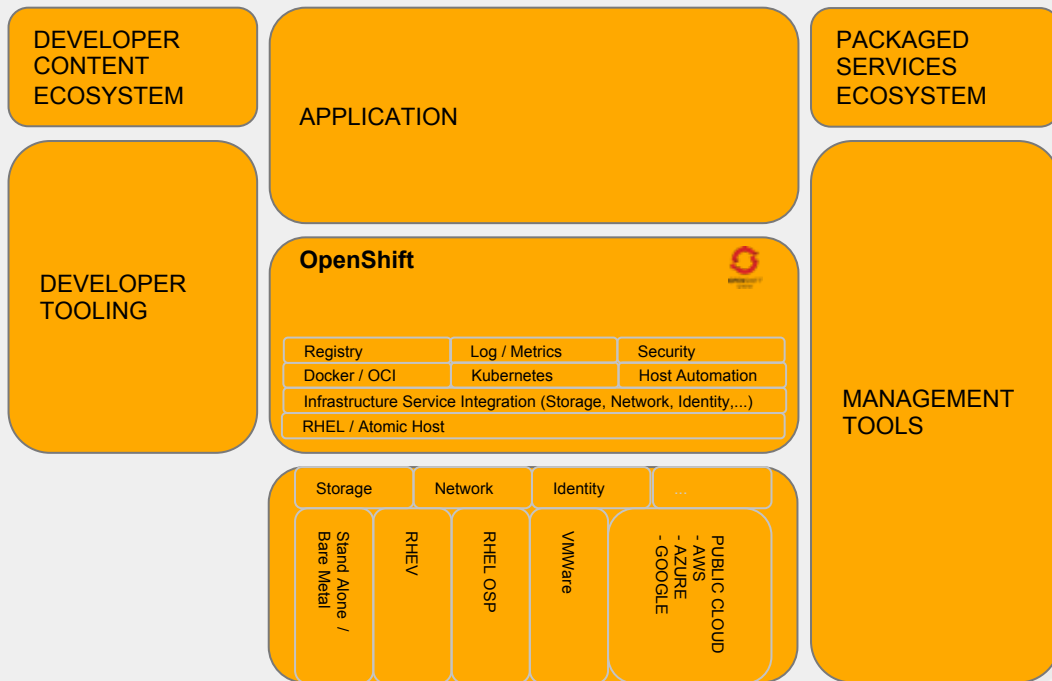 DEVELOPER
CONTENT
ECOSYSTEM
APPLICATION
PACKAGED
SERVICES
ECOSYSTEM
DEVELOPER
TOOLING
OpenShift
Registry
Log / Metrics
Security
Docker / OCI
Kubernetes
Host Automation
Infrastructure Service Integration (Storage, Network, Identity,...)
RHEL / Atomic Host
MANAGEMENT
TOOLS
Storage
Network
Identity
...
Stand Alone /
Bare Metal
RHEV
RHEL OSP
VMWare
PUBLIC CLOUD
- AWS
- AZURE
- GOOGLE